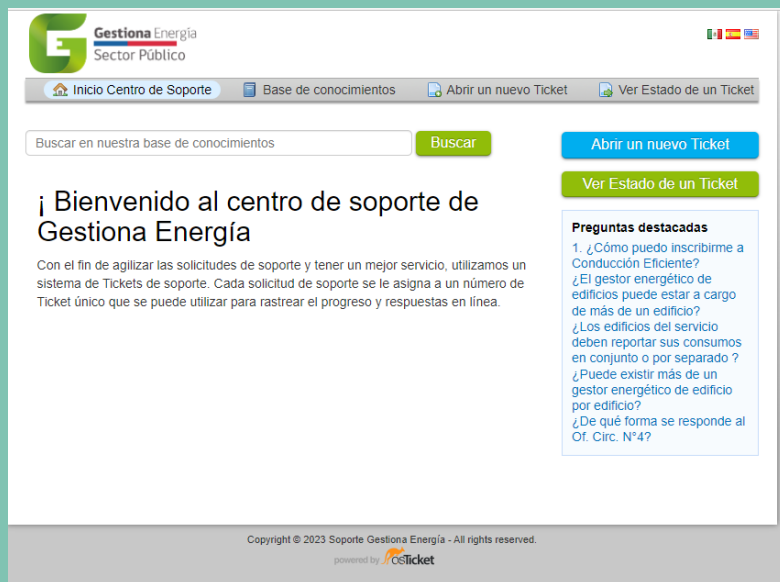 Gestiona Energía
Sector Público
Inicio Centro de Soporte
Base de conocimientos
Abrir un nuevo Ticket
Ver Estado de un Ticket
Buscar en nuestra base de conocimientos
Buscar
Abrir un nuevo Ticket
Ver Estado de un Ticket
¡ Bienvenido al centro de soporte de
Gestiona Energía
Con el fin de agilizar las solicitudes de soporte y tener un mejor servicio, utilizamos un
sistema de Tickets de soporte. Cada solicitud de soporte se le asigna a un número de
Ticket único que se puede utilizar para rastrear el progreso y respuestas en línea.
Preguntas destacadas
1. ¿Cómo puedo inscribirme a
Conducción Eficiente?
¿El gestor energético de
edificios puede estar a cargo
de más de un edificio?
¿Los edificios del servicio
deben reportar sus consumos
en conjunto o por separado ?
¿Puede existir más de un
gestor energético de edificio
por edificio?
¿De qué forma se responde al
Of. Circ. N°4?
Copyright © 2023 Soporte Gestiona Energía - All rights reserved.
powered by osTicket